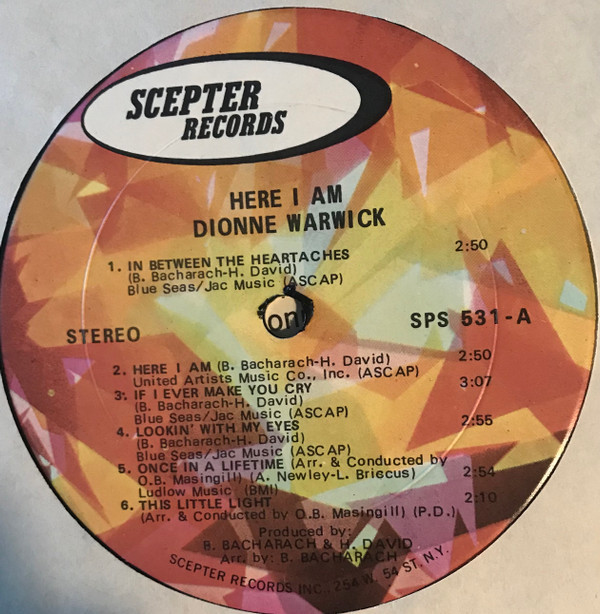 SCEPTER
RECORDS
HERE I AM
DIONNE WARWICK
1. IN BETWEEN THE HEARTACHES 2:50
(B. Bacharach-H. David)
Blue Seas/Jac Music (ASCAP)
on
STEREO SPS 531-A
2. HERE I AM (B. Bacharach-H. David) 2:50
United Artists Music Co., Inc. (ASCAP)
3. IF I EVER MAKE YOU CRY 3:07
(B. Bacharach-H. David)
Blue Seas/Jac Music (ASCAP)
4. LOOKIN' WITH MY EYES 2:55
(B. Bacharach-H. David)
Blue Seas/Jac Music (ASCAP)
5. ONCE IN A LIFETIME (Arr. & Conducted by
O.B. Masingill) (A. Newley-L. Briecus) 2:54
Ludlow Music (BMI)
6. THIS LITTLE LIGHT 2:10
(Arr. & Conducted by O.B. Masingill) (P.D.)
Produced by:
B. BACHARACH & H. DAVID
Arr. by: B. BACHARACH
SCEPTER RECORDS INC., 254 W. 54 ST. N.Y.